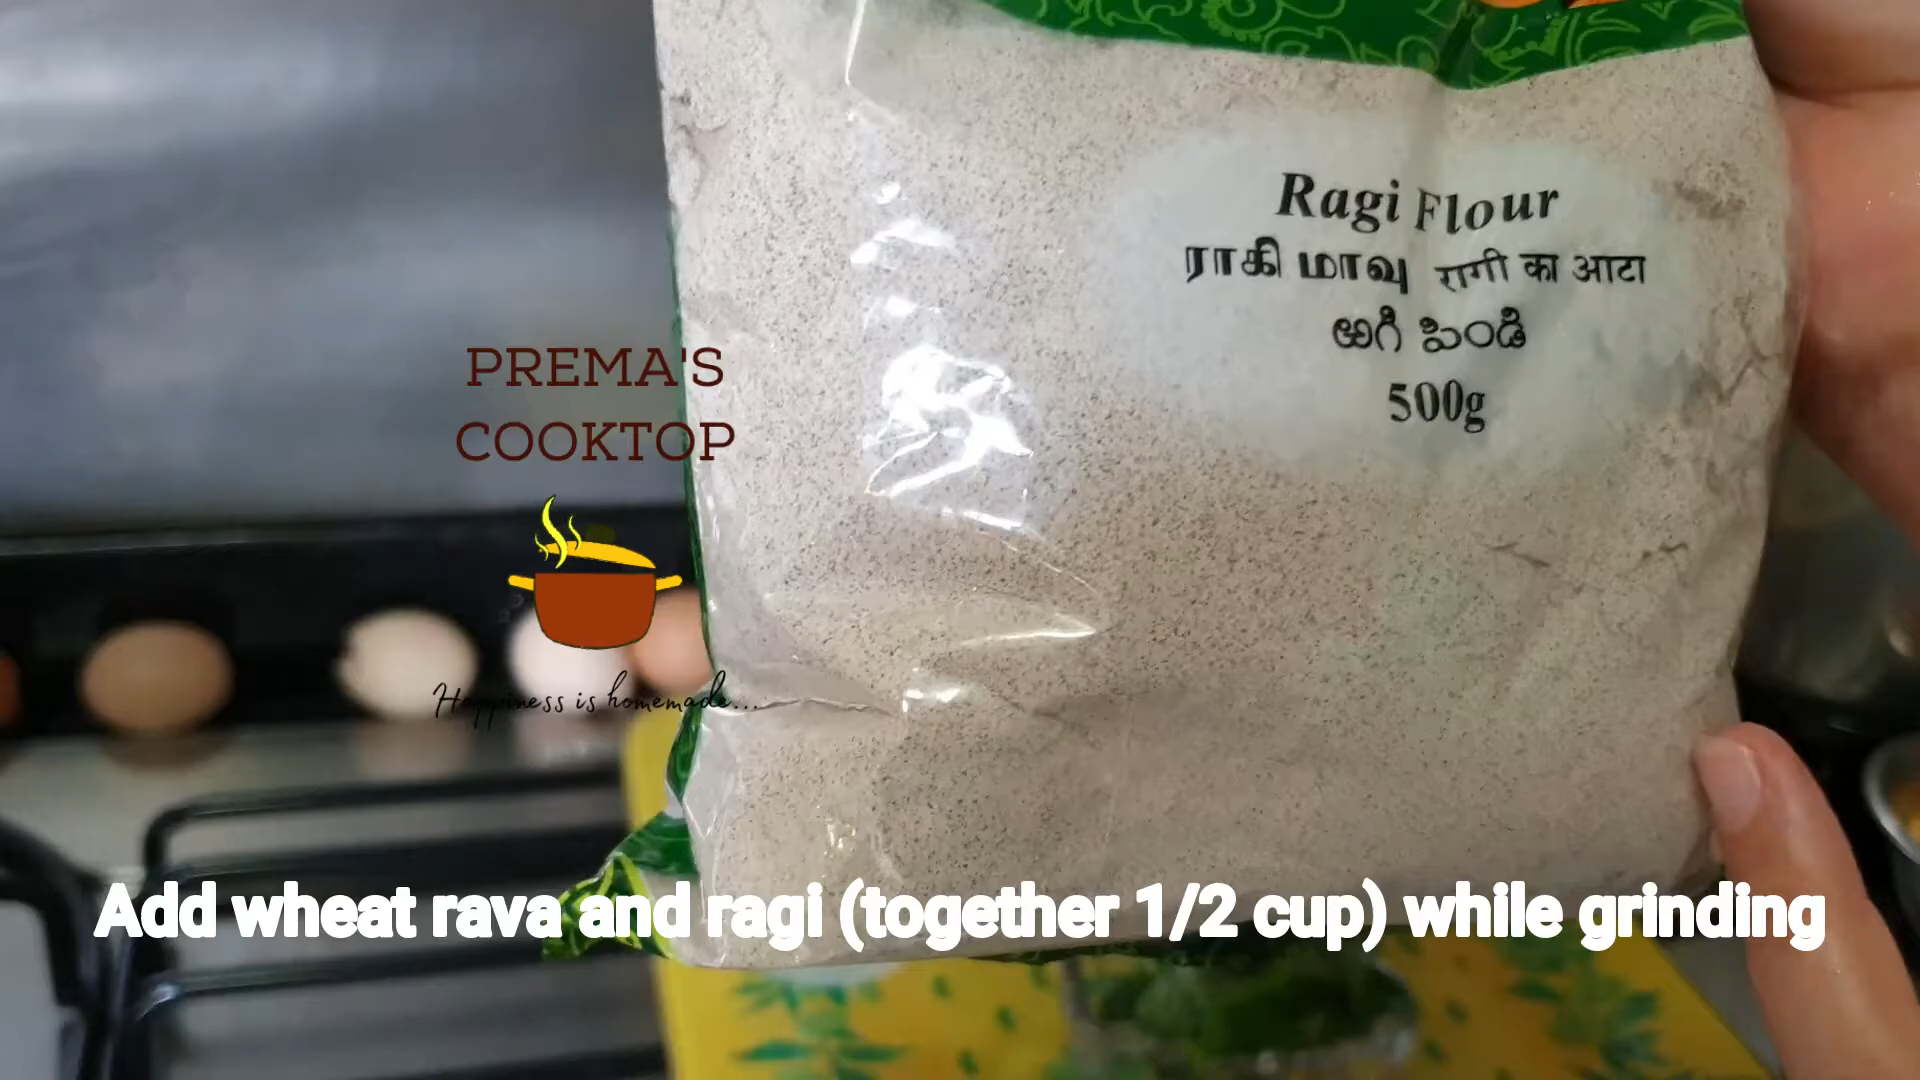 Ragi Flour
ராகி மாவு रागी का आटा
అగీ పిండి
500g
PREMA'S
COOKTOP
Happiness is homemade...
Add wheat rava and ragi (together 1/2 cup) while grinding